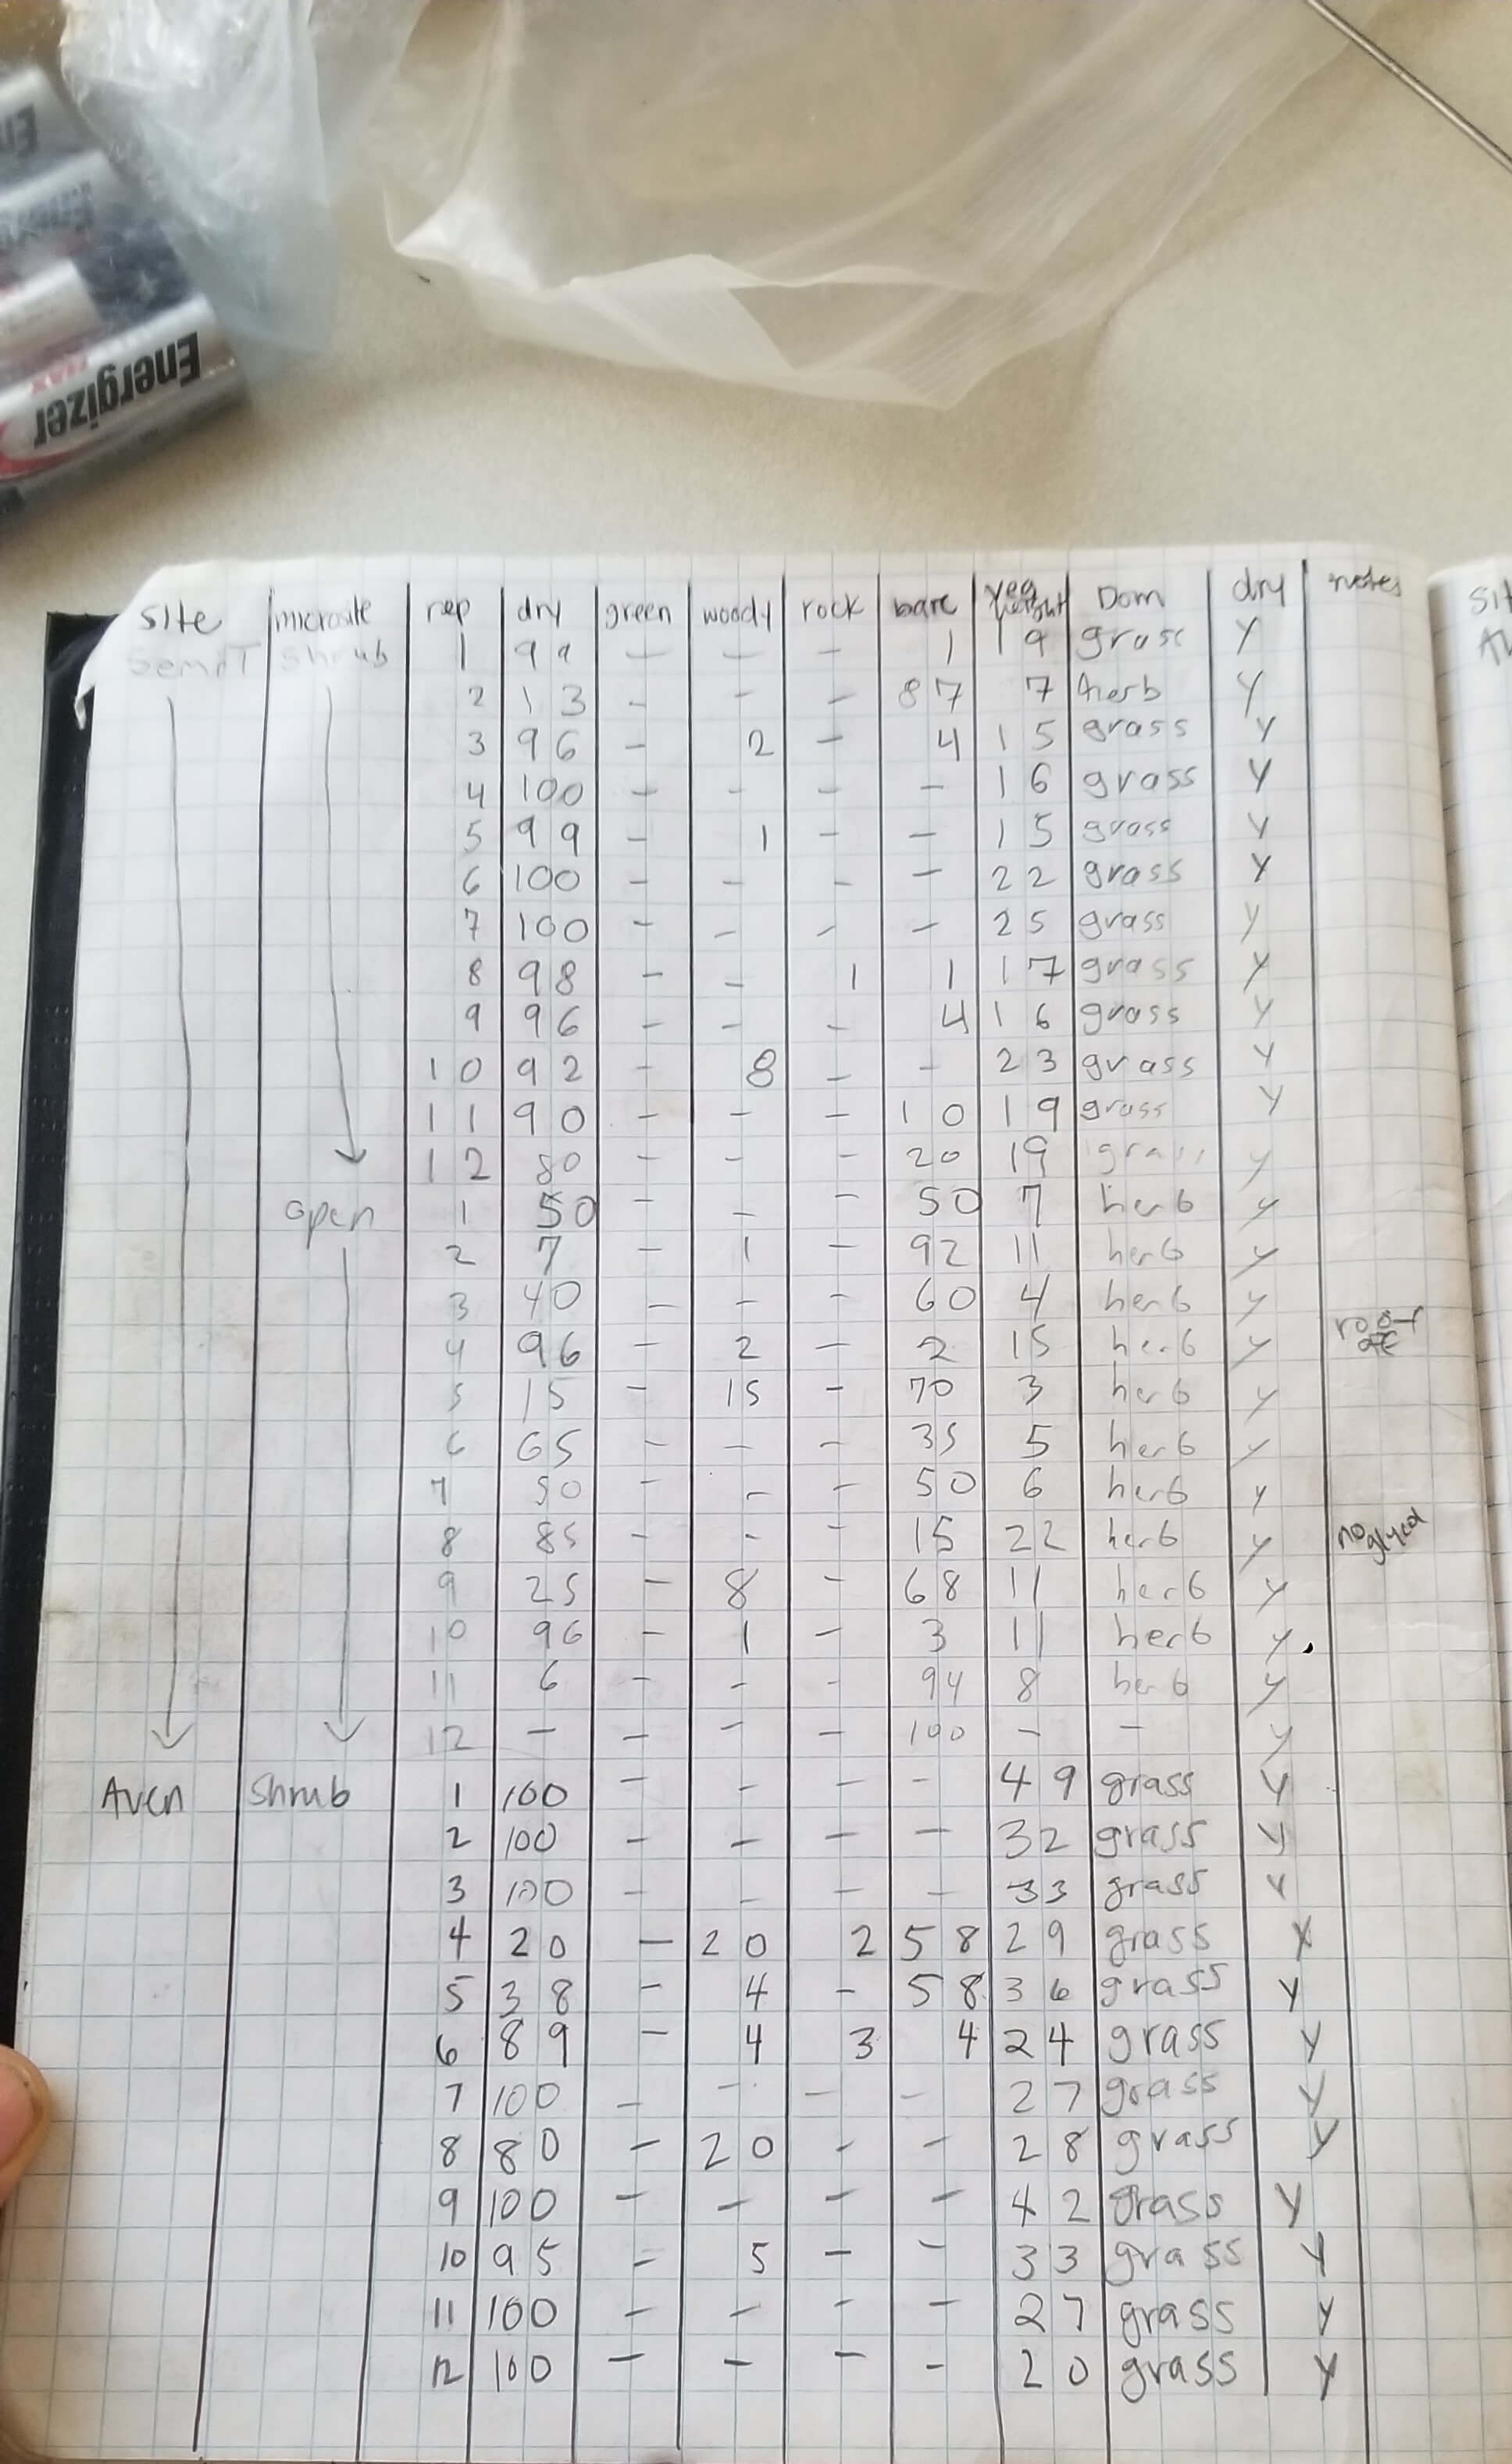 Energizer
MAX
site microsite rep dry green woody rock bare veg height Dom dry notes
SemiT shrub 1 99 - - - 1 19 grass Y
2 13 - - - 87 7 herb Y
3 96 - 2 - 4 15 grass Y
4 100 - - - - 16 grass Y
5 99 - 1 - - 15 grass Y
6 100 - - - - 22 grass Y
7 100 - - - - 25 grass Y
8 98 - - 1 1 17 grass Y
9 96 - - - 4 16 grass Y
10 92 - 8 - - 23 grass Y
11 90 - - - 10 19 grass Y
12 80 - - - 20 19 grass y
open 1 50 - - - 50 7 herb y
2 7 - 1 - 92 11 herb y
3 40 - - - 60 4 herb y
4 96 - 2 - 2 15 herb y
5 15 - 15 - 70 3 herb y
6 65 - - - 35 5 herb y
7 50 - - - 50 6 herb y
8 85 - - - 15 22 herb y no glycol
9 25 - 8 - 68 11 herb y
10 96 - 1 - 3 11 herb y.
11 6 - - - 94 8 herb y
12 - - - - 100 - - y
Aven Shrub 1 100 - - - - 49 grass Y
2 100 - - - - 32 grass Y
3 100 - - - - 33 grass Y
4 20 - 20 2 58 29 grass Y
5 38 - 4 - 58 36 grass Y
6 89 - 4 3 4 24 grass Y
7 100 - - - - 27 grass Y
8 80 - 20 - - 28 grass Y
9 100 - - - - 42 grass Y
10 95 - 5 - - 33 grass Y
11 100 - - - - 27 grass Y
12 100 - - - - 20 grass Y